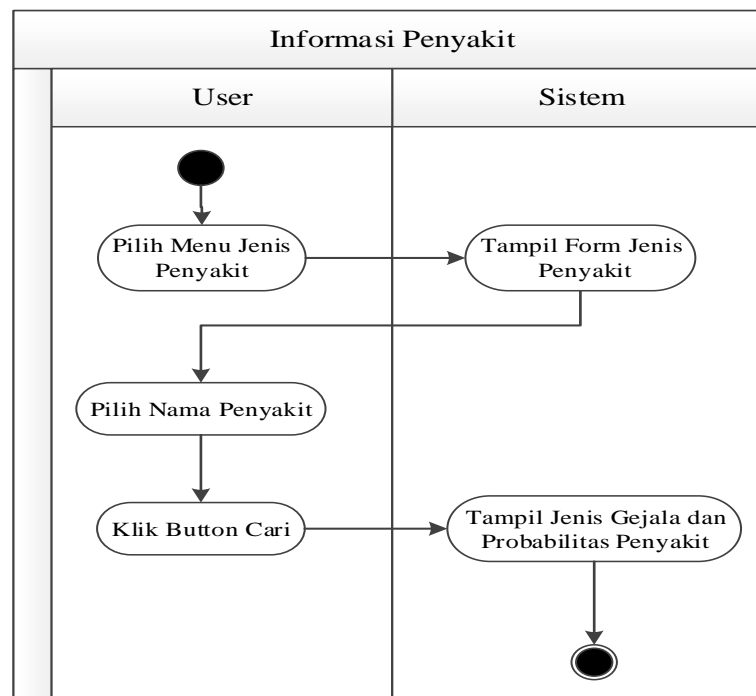 Informasi Penyakit
User
Sistem
Pilih Menu Jenis
Penyakit
Tampil Form Jenis
Penyakit
Pilih Nama Penyakit
Klik Button Cari
Tampil Jenis Gejala dan
Probabilitas Penyakit